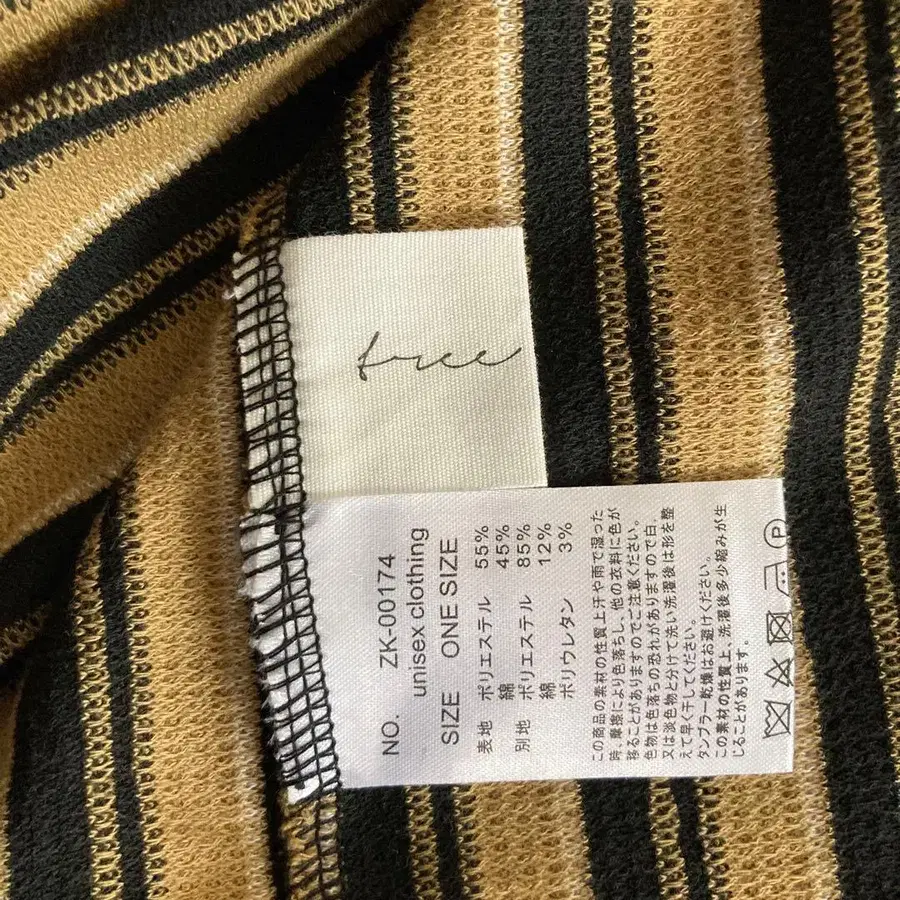 free
NO. ZK-00174
unisex clothing
SIZE ONE SIZE
表地 ポリエステル 55%
綿 45%
別地 ポリエステル 85%
綿 12%
ポリウレタン 3%
この商品の素材の性質上汗や雨で湿った
時、摩擦により色落ちし、他の衣料に色が
移ることがありますのでご注意ください。
色物は色落ちの恐れがありますので白、
又は淡色物と分けて洗い洗濯後は形を整
えて早く干してください。
タンブラー乾燥はお避けください。
この素材の性質上、洗濯後多少縮みが生
じることがあります。
P